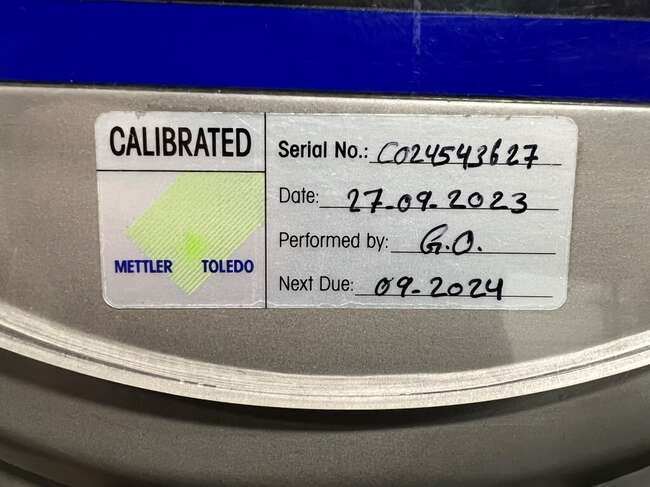 CALIBRATED
METTLER TOLEDO
Serial No.: C024543627
Date: 27-09-2023
Performed by: G.O.
Next Due: 09-2024